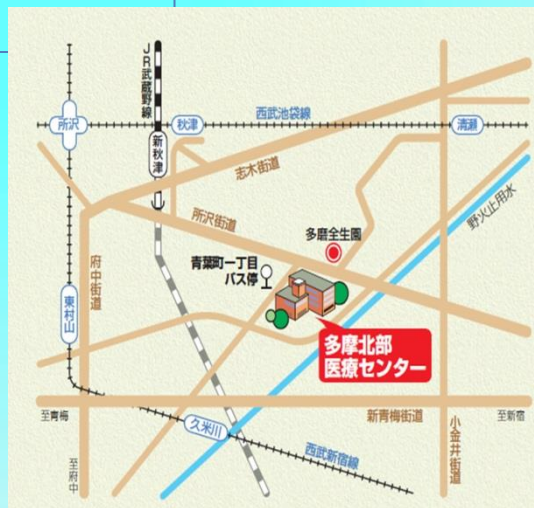 JR武蔵野線
所沢
秋津
西武池袋線
清瀬
新秋津
志木街道
所沢街道
野火止用水
多磨全生園
青葉町一丁目
バス停
府中街道
東村山
多摩北部
医療センター
至青梅
新青梅街道
至新宿
久米川
小金井街道
西武新宿線
至府中